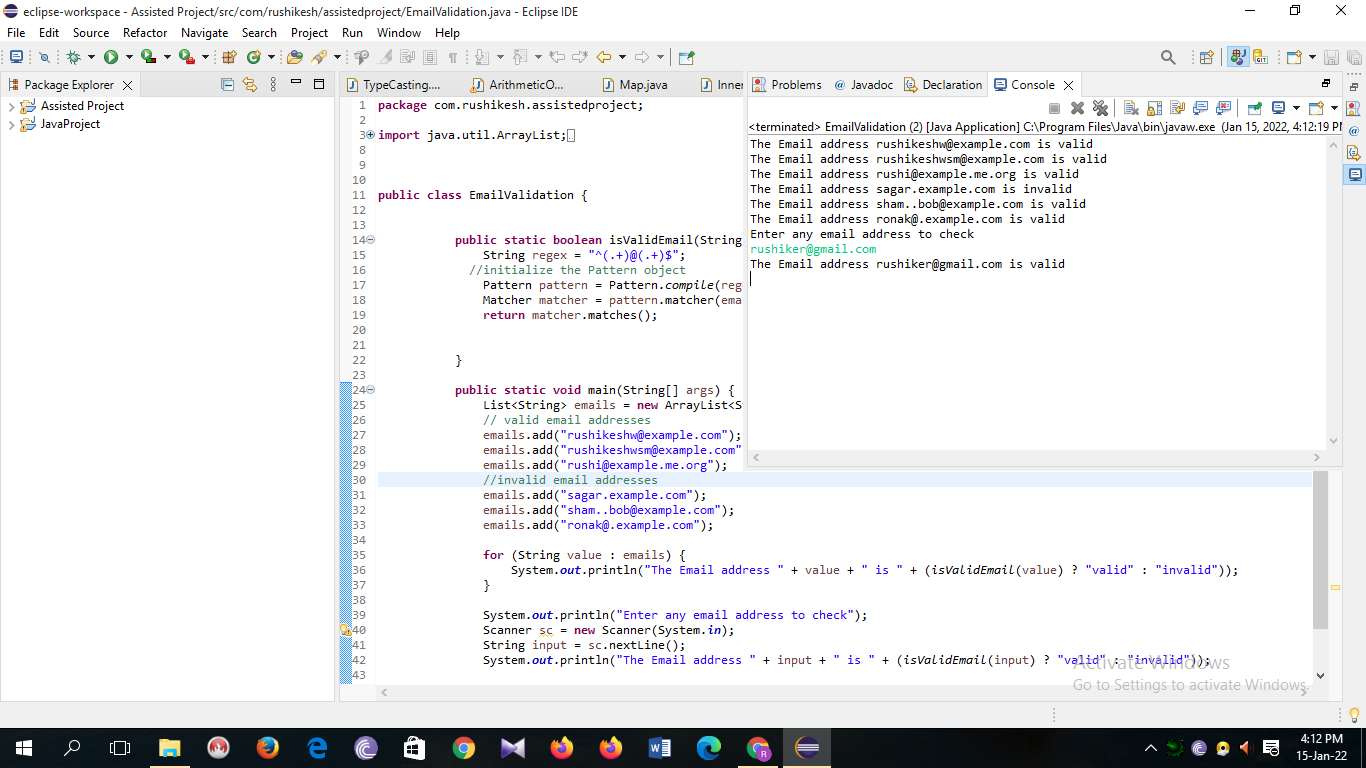 eclipse-workspace - Assisted Project/src/com/rushikesh/assistedproject/EmailValidation.java - Eclipse IDE
File Edit Source Refactor Navigate Search Project Run Window Help
Package Explorer
Assisted Project
JavaProject
TypeCasting.... ArithmeticO... Map.java Inner
1 package com.rushikesh.assistedproject;
2
3 import java.util.ArrayList;
8
9
10
11 public class EmailValidation {
12
13
14 public static boolean isValidEmail(String
15 String regex = "^(.+)@(.+)$";
16 //initialize the Pattern object
17 Pattern pattern = Pattern.compile(reg
18 Matcher matcher = pattern.matcher(ema
19 return matcher.matches();
20
21
22 }
23
24 public static void main(String[] args) {
25 List<String> emails = new ArrayList<S
26 // valid email addresses
27 emails.add("rushikeshw@example.com");
28 emails.add("rushikeshwsm@example.com"
29 emails.add("rushi@example.me.org");
30 //invalid email addresses
31 emails.add("sagar.example.com");
32 emails.add("sham..bob@example.com");
33 emails.add("ronak@.example.com");
34
35 for (String value : emails) {
36 System.out.println("The Email address " + value + " is " + (isValidEmail(value) ? "valid" : "invalid"));
37 }
38
39 System.out.println("Enter any email address to check");
40 Scanner sc = new Scanner(System.in);
41 String input = sc.nextLine();
42 System.out.println("The Email address " + input + " is " + (isValidEmail(input) ? "valid" : "invalid"));
43
Problems @ Javadoc Declaration Console
<terminated> EmailValidation (2) [Java Application] C:\Program Files\Java\bin\javaw.exe (Jan 15, 2022, 4:12:19 PM
The Email address rushikeshw@example.com is valid
The Email address rushikeshwsm@example.com is valid
The Email address rushi@example.me.org is valid
The Email address sagar.example.com is invalid
The Email address sham..bob@example.com is valid
The Email address ronak@.example.com is valid
Enter any email address to check
rushiker@gmail.com
The Email address rushiker@gmail.com is valid
Activate Windows
Go to Settings to activate Windows.
4:12 PM
15-Jan-22